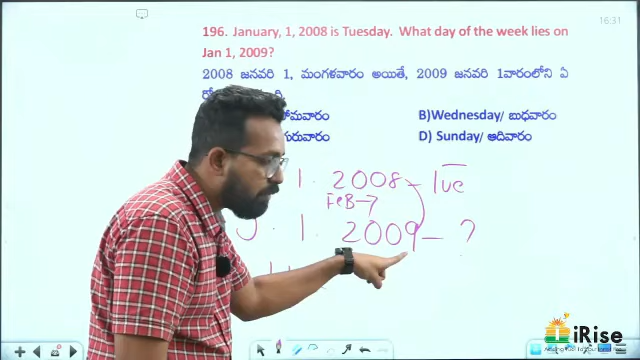 16:31
196. January, 1, 2008 is Tuesday. What day of the week lies on
Jan 1, 2009?
2008 జనవరి 1, మంగళవారం అయితే, 2009 జనవరి 1వారంలోని ఏ
B)Wednesday/ బుధవారం
గురువారం
D) Sunday/ ఆదివారం
1. 2008 - Tue
FeB →
1. 2009 - ?
iRise